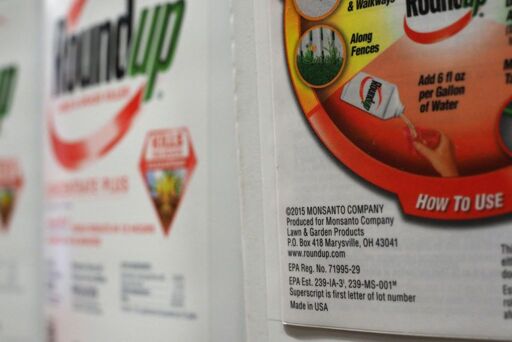 Roundup
KILLS
CONCENTRATE PLUS
& Walkways
Roundup
Along
Fences
Add 6 fl oz
per Gallon
of Water
Roundup
HOW TO USE
©2015 MONSANTO COMPANY
Produced for Monsanto Company
Lawn & Garden Products
P.O. Box 418 Marysville, OH 43041
www.roundup.com
EPA Reg. No. 71995-29
EPA Est. 239-IA-3¹, 239-MS-001ᴹ
Superscript is first letter of lot number
Made in USA